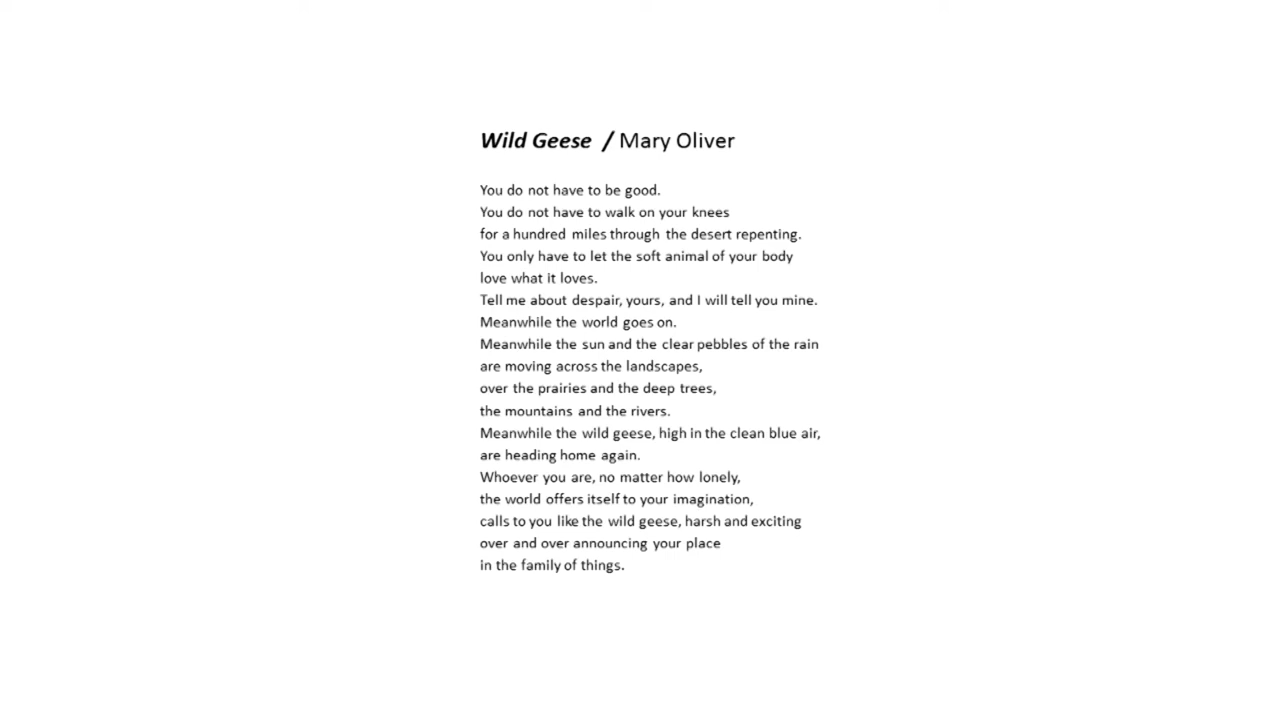 Wild Geese / Mary Oliver
You do not have to be good.
You do not have to walk on your knees
for a hundred miles through the desert repenting.
You only have to let the soft animal of your body
love what it loves.
Tell me about despair, yours, and I will tell you mine.
Meanwhile the world goes on.
Meanwhile the sun and the clear pebbles of the rain
are moving across the landscapes,
over the prairies and the deep trees,
the mountains and the rivers.
Meanwhile the wild geese, high in the clean blue air,
are heading home again.
Whoever you are, no matter how lonely,
the world offers itself to your imagination,
calls to you like the wild geese, harsh and exciting
over and over announcing your place
in the family of things.